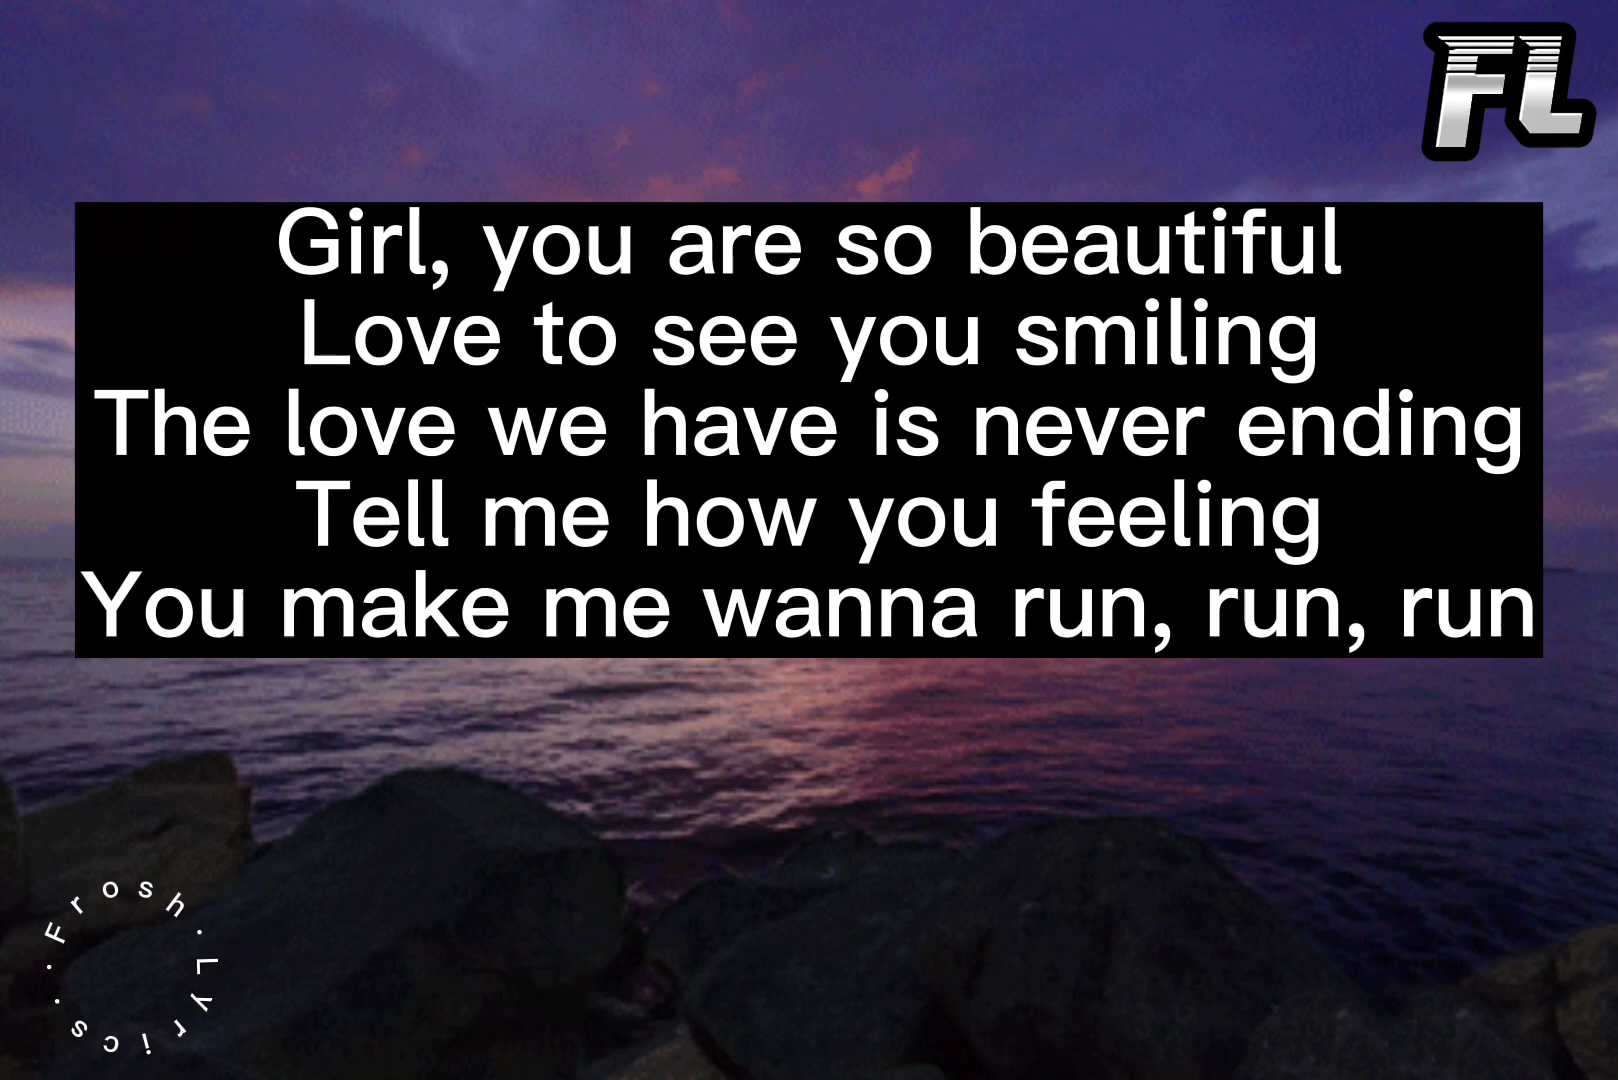 FL
Girl, you are so beautiful
Love to see you smiling
The love we have is never ending
Tell me how you feeling
You make me wanna run, run, run
.Frosh.Lyrics.